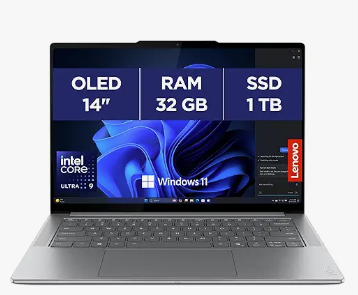 OLED
14"
RAM
32 GB
SSD
1 TB
intel
CORE
ULTRA 9
Windows 11
Lenovo